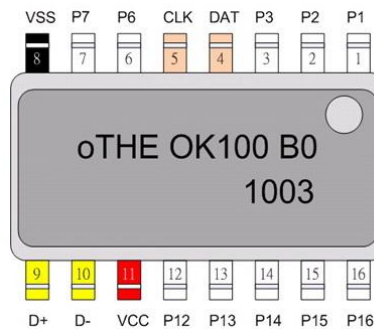 VSS P7 P6 CLK DAT P3 P2 P1
8 7 6 5 4 3 2 1
oTHE OK100 B0
1003
9 10 11 12 13 14 15 16
D+ D- VCC P12 P13 P14 P15 P16